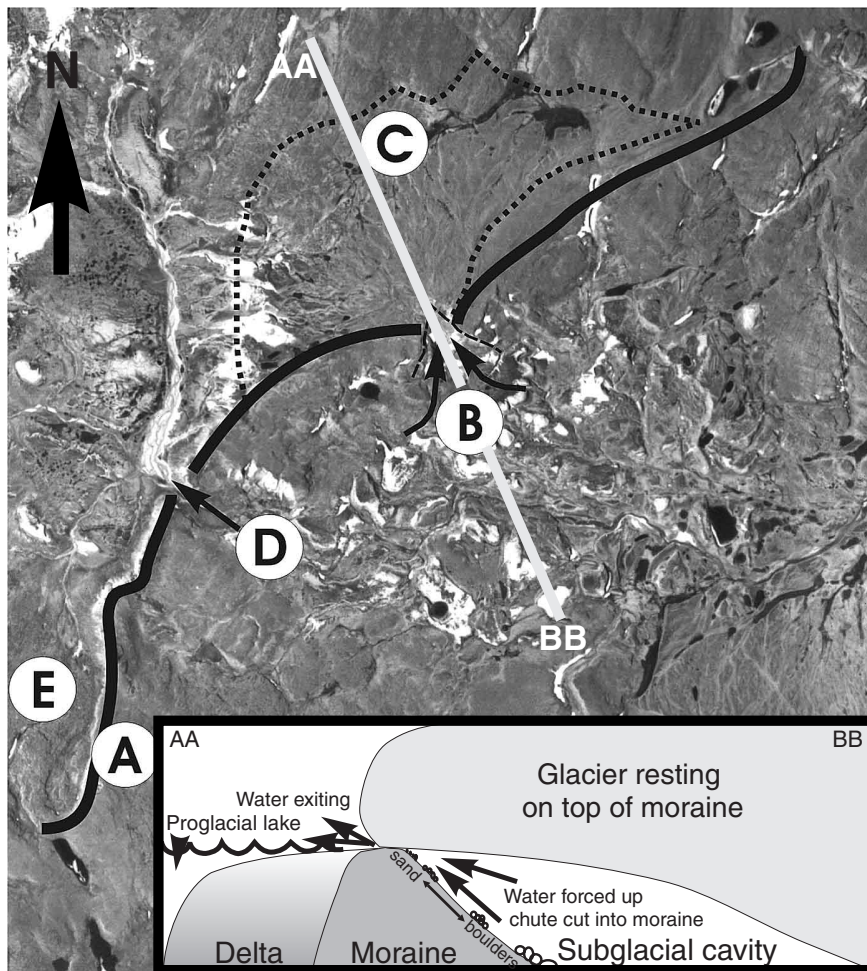 AA
N
C
B
D
BB
E
A
AA
BB
Glacier resting
on top of moraine
Water exiting
Proglacial lake
sand
boulders
Water forced up
chute cut into moraine
Delta
Moraine
Subglacial cavity